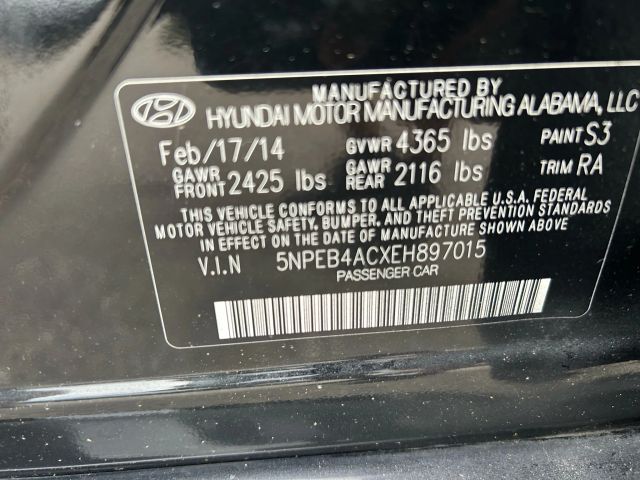 MANUFACTURED BY
HYUNDAI MOTOR MANUFACTURING ALABAMA, LLC
Feb/17/14 GVWR 4365 lbs PAINT S3
GAWR FRONT 2425 lbs GAWR REAR 2116 lbs TRIM RA
THIS VEHICLE CONFORMS TO ALL APPLICABLE U.S.A. FEDERAL
MOTOR VEHICLE SAFETY, BUMPER, AND THEFT PREVENTION STANDARDS
IN EFFECT ON THE DATE OF MANUFACTURE SHOWN ABOVE.
V.I.N 5NPEB4ACXEH897015
PASSENGER CAR